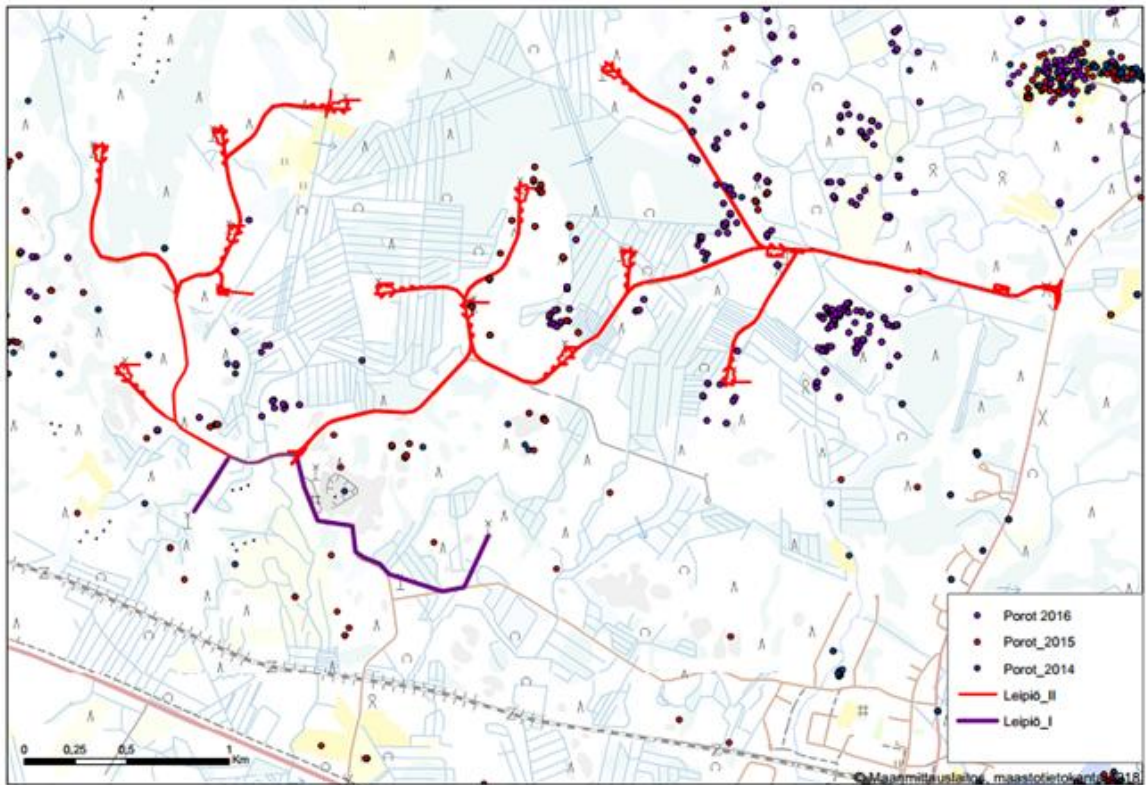 Porot 2016
Porot_2015
Porot_2014
Leipiö_II
Leipiö_I
0 0,25 0,5 1
Km
© Maanmittauslaitos, maastotietokanta 2018